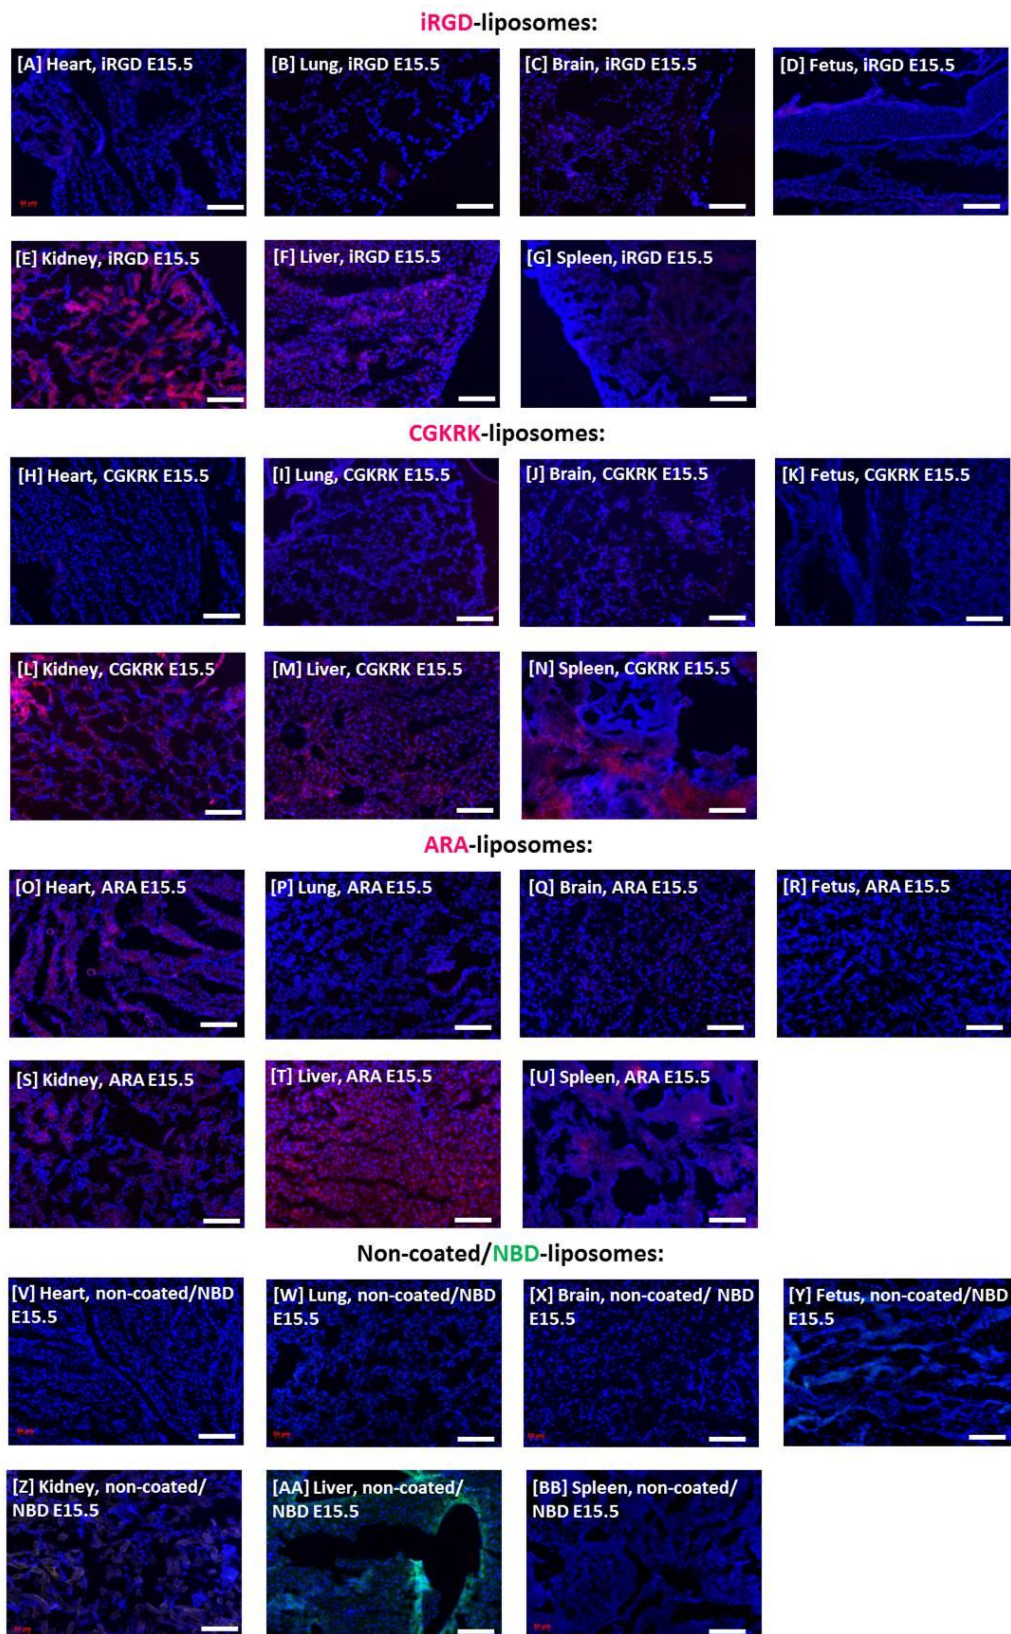 iRGD-liposomes:
[A] Heart, iRGD E15.5
[B] Lung, iRGD E15.5
[C] Brain, iRGD E15.5
[D] Fetus, iRGD E15.5
[E] Kidney, iRGD E15.5
[F] Liver, iRGD E15.5
[G] Spleen, iRGD E15.5
CGKRK-liposomes:
[H] Heart, CGKRK E15.5
[I] Lung, CGKRK E15.5
[J] Brain, CGKRK E15.5
[K] Fetus, CGKRK E15.5
[L] Kidney, CGKRK E15.5
[M] Liver, CGKRK E15.5
[N] Spleen, CGKRK E15.5
ARA-liposomes:
[O] Heart, ARA E15.5
[P] Lung, ARA E15.5
[Q] Brain, ARA E15.5
[R] Fetus, ARA E15.5
[S] Kidney, ARA E15.5
[T] Liver, ARA E15.5
[U] Spleen, ARA E15.5
Non-coated/NBD-liposomes:
[V] Heart, non-coated/NBD
E15.5
[W] Lung, non-coated/NBD
E15.5
[X] Brain, non-coated/ NBD
E15.5
[Y] Fetus, non-coated/NBD
E15.5
[Z] Kidney, non-coated/
NBD E15.5
[AA] Liver, non-coated/
NBD E15.5
[BB] Spleen, non-coated/
NBD E15.5